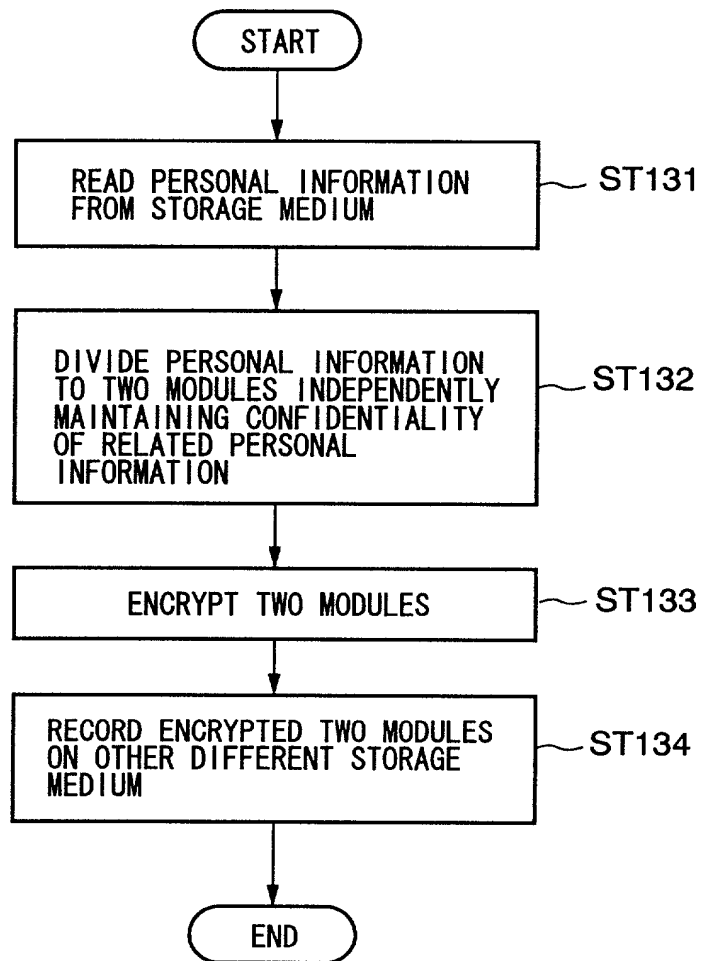 START
READ PERSONAL INFORMATION
FROM STORAGE MEDIUM
ST131
DIVIDE PERSONAL INFORMATION
TO TWO MODULES INDEPENDENTLY
MAINTAINING CONFIDENTIALITY
OF RELATED PERSONAL
INFORMATION
ST132
ENCRYPT TWO MODULES
ST133
RECORD ENCRYPTED TWO MODULES
ON OTHER DIFFERENT STORAGE
MEDIUM
ST134
END